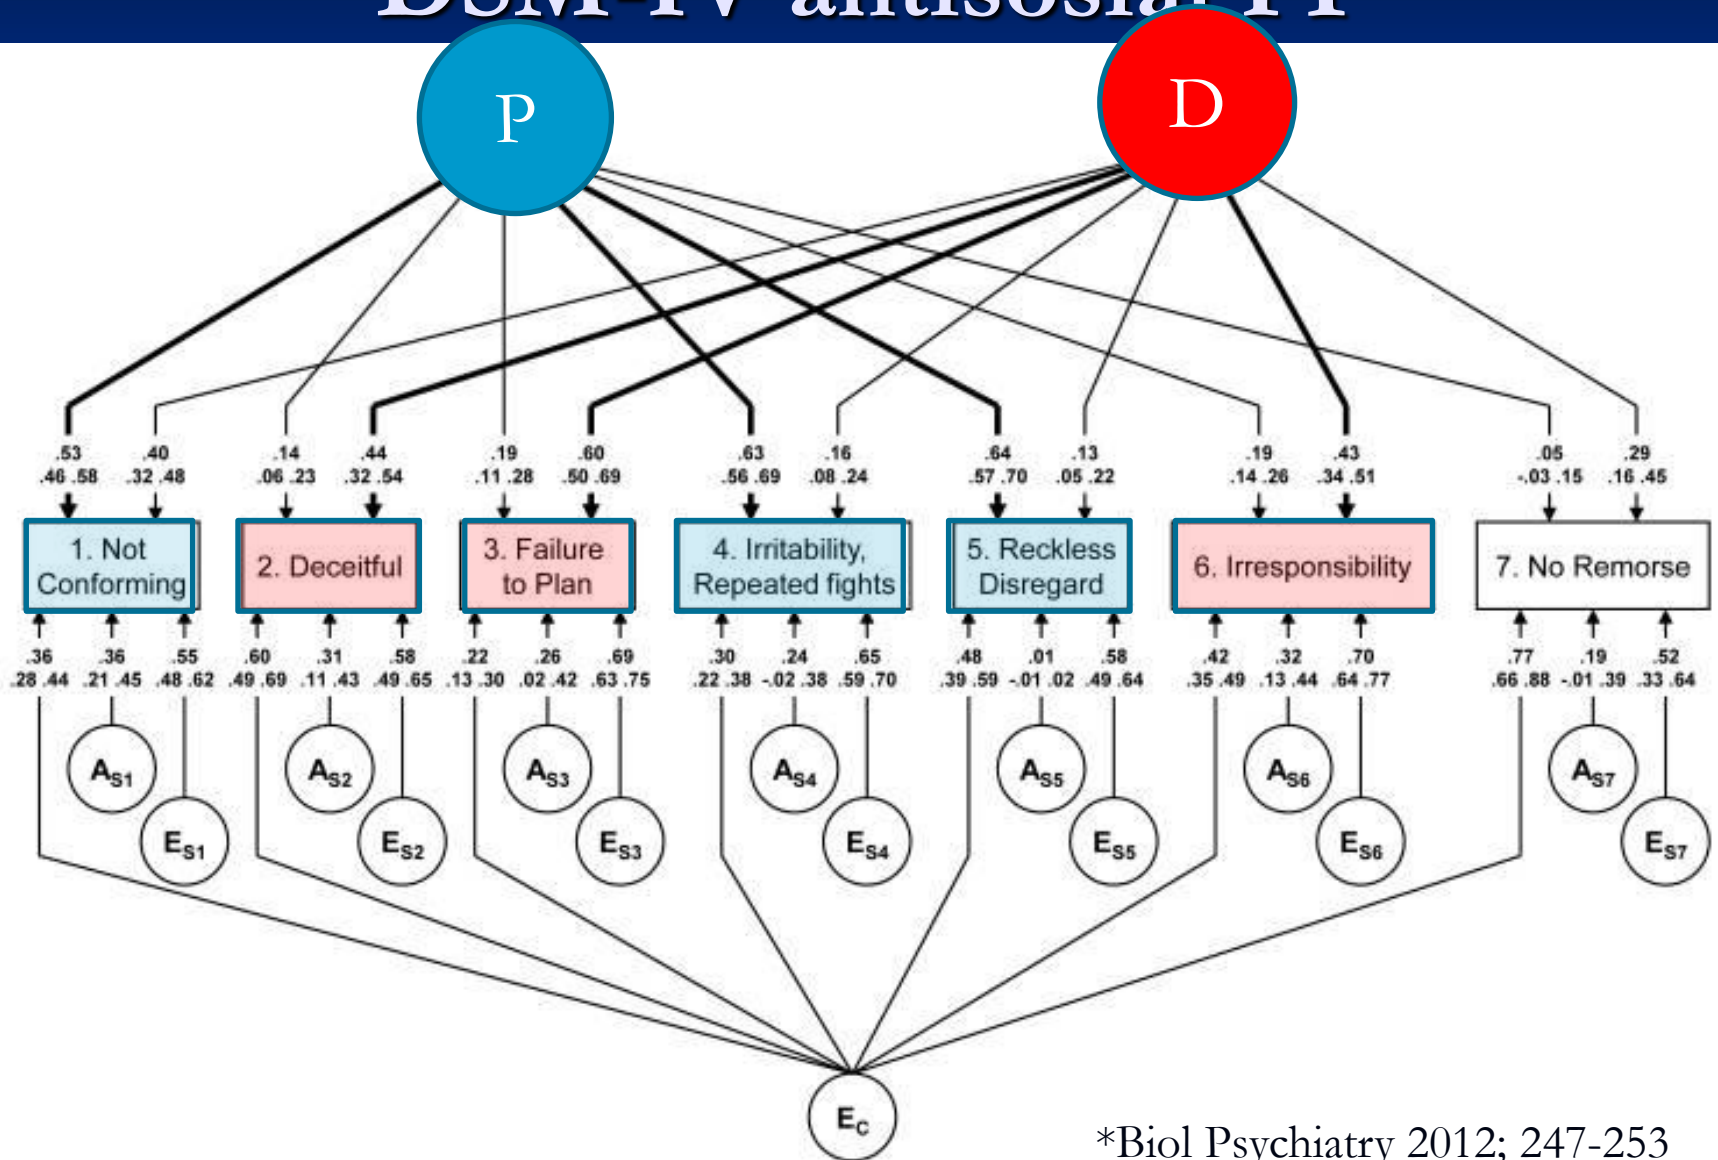 DSM-IV antisosial PF
P
D
.53 .40 .14 .44 .19 .60 .63 .16 .64 .13 .19 .43 .05 .29
.46 .58 .32 .48 .06 .23 .32 .54 .11 .28 .50 .69 .56 .69 .08 .24 .57 .70 .05 .22 .14 .26 .34 .51 -.03 .15 .16 .45
1. Not
Conforming
2. Deceitful
3. Failure
to Plan
4. Irritability,
Repeated fights
5. Reckless
Disregard
6. Irresponsibility
7. No Remorse
.36 .36 .55 .60 .31 .58 .22 .26 .69 .30 .24 .65 .48 .01 .58 .42 .32 .70 .77 .19 .52
.28 .44 .21 .45 .48 .62 .49 .69 .11 .43 .49 .65 .13 .30 .02 .42 .63 .75 .22 .38 -.02 .38 .59 .70 .39 .59 -.01 .02 .49 .64 .35 .49 .13 .44 .64 .77 .66 .88 -.01 .39 .33 .64
AS1 AS2 AS3 AS4 AS5 AS6 AS7
ES1 ES2 ES3 ES4 ES5 ES6 ES7
EC
*Biol Psychiatry 2012; 247-253